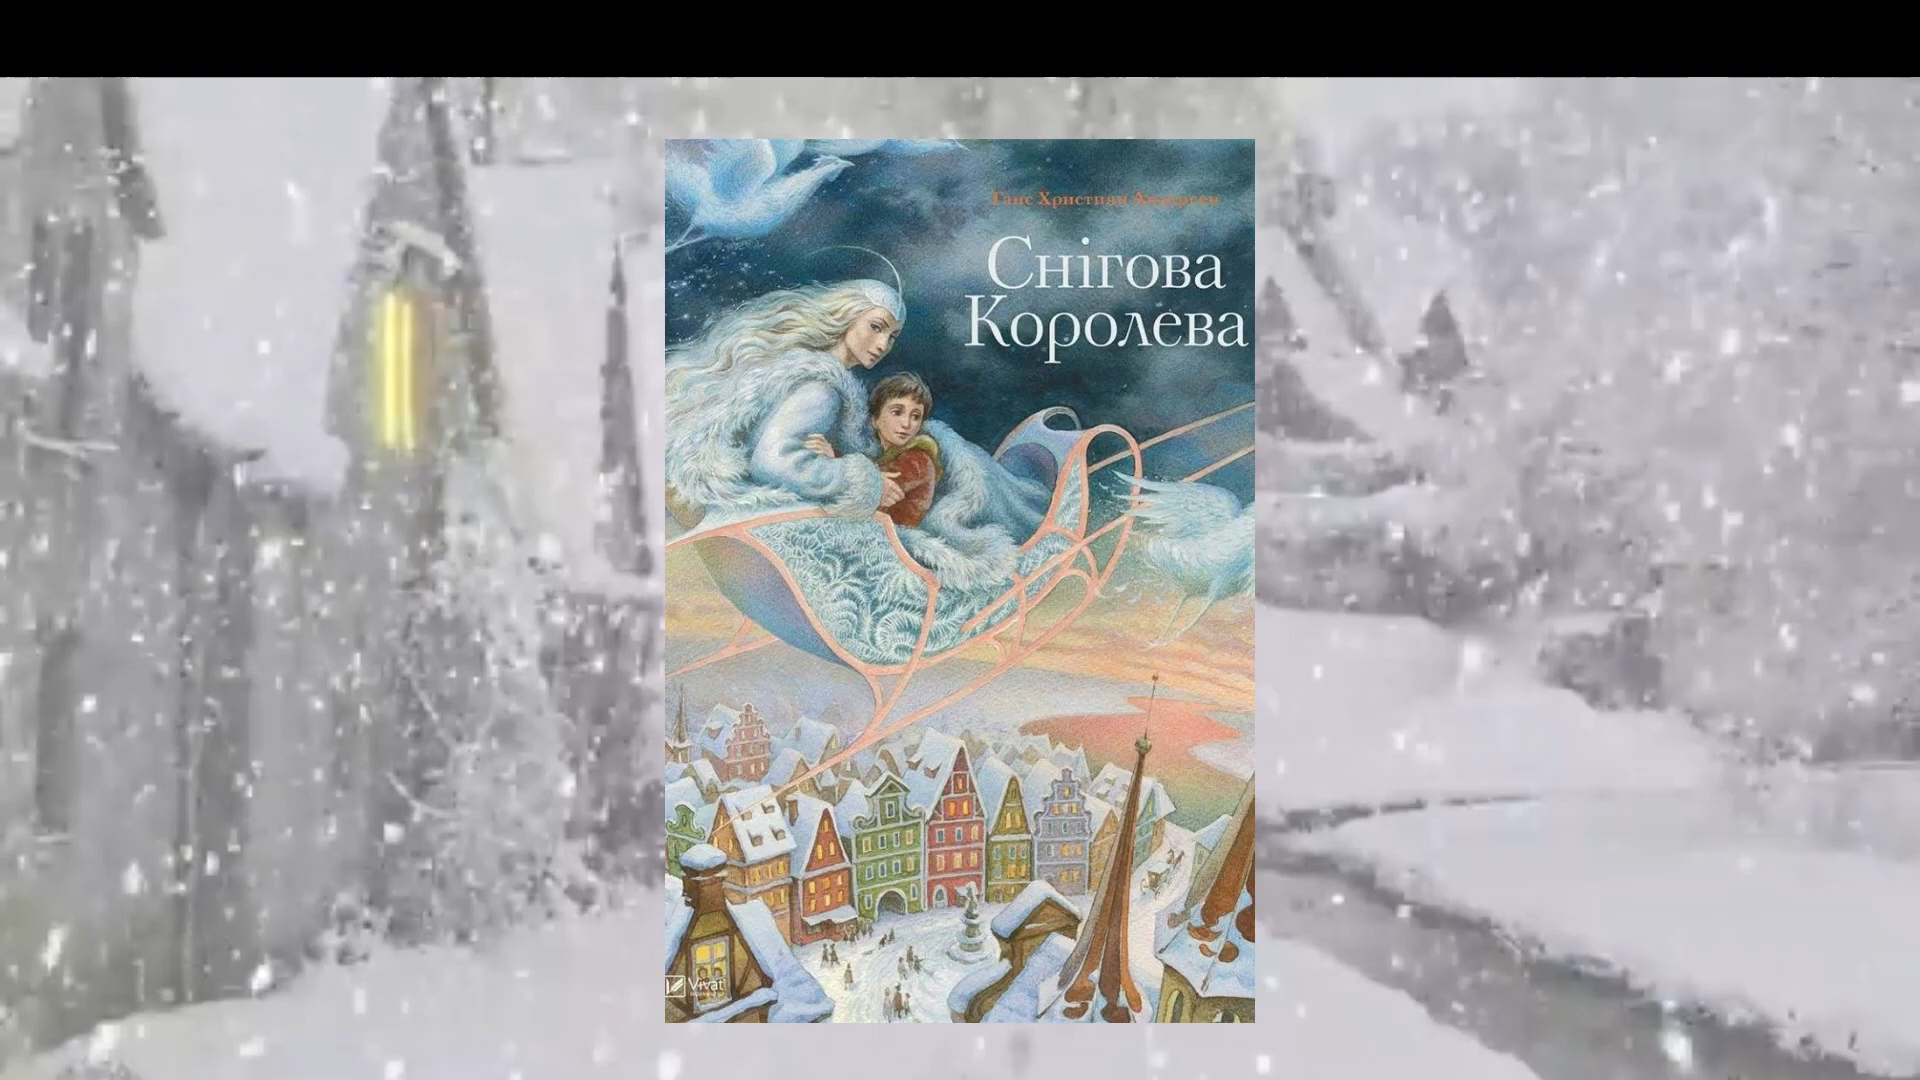 Ганс Християн Андерсен
Снігова
Королева
Vivat